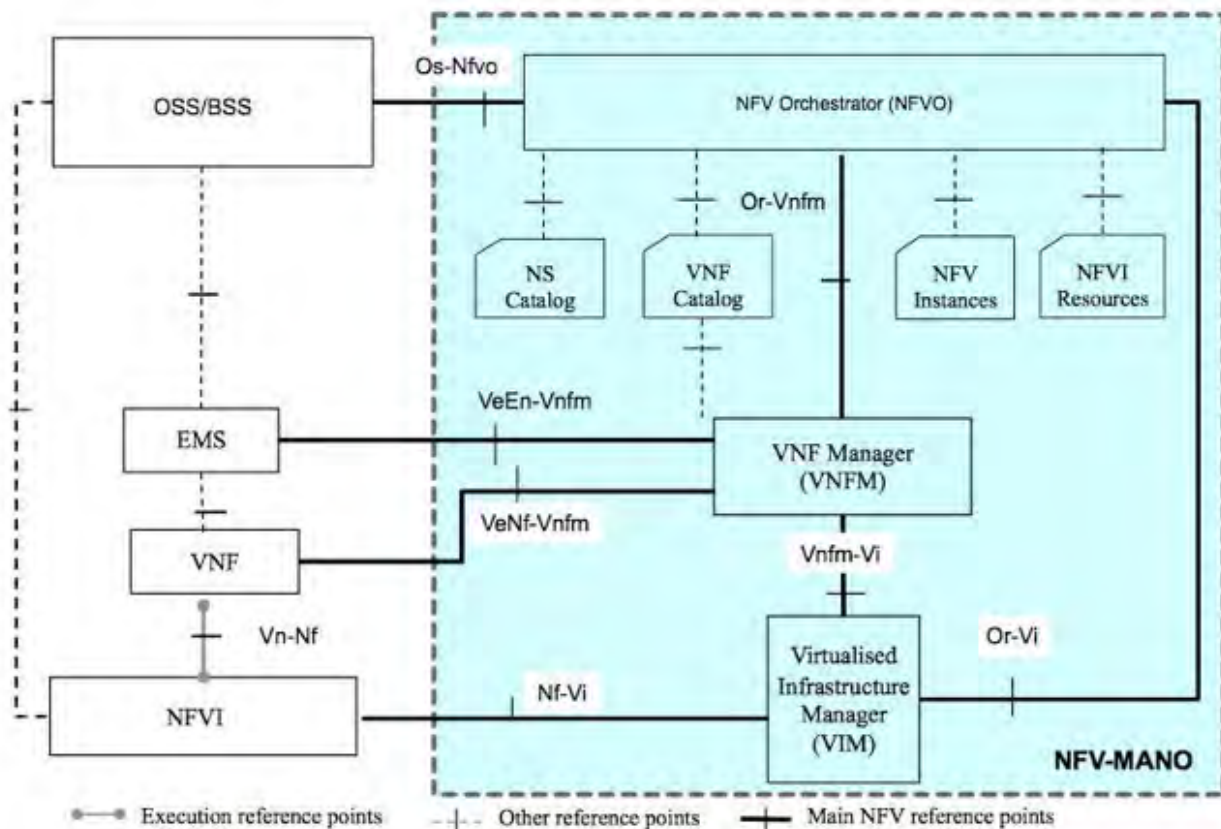 Os-Nfvo
OSS/BSS
NFV Orchestrator (NFVO)
Or-Vnfm
NS
Catalog
VNF
Catalog
NFV
Instances
NFVI
Resources
VeEn-Vnfm
EMS
VNF Manager
(VNFM)
VeNf-Vnfm
VNF
Vnfm-Vi
Vn-Nf
Or-Vi
Virtualised
Infrastructure
Manager
(VIM)
Nf-Vi
NFVI
NFV-MANO
Execution reference points
Other reference points
Main NFV reference points